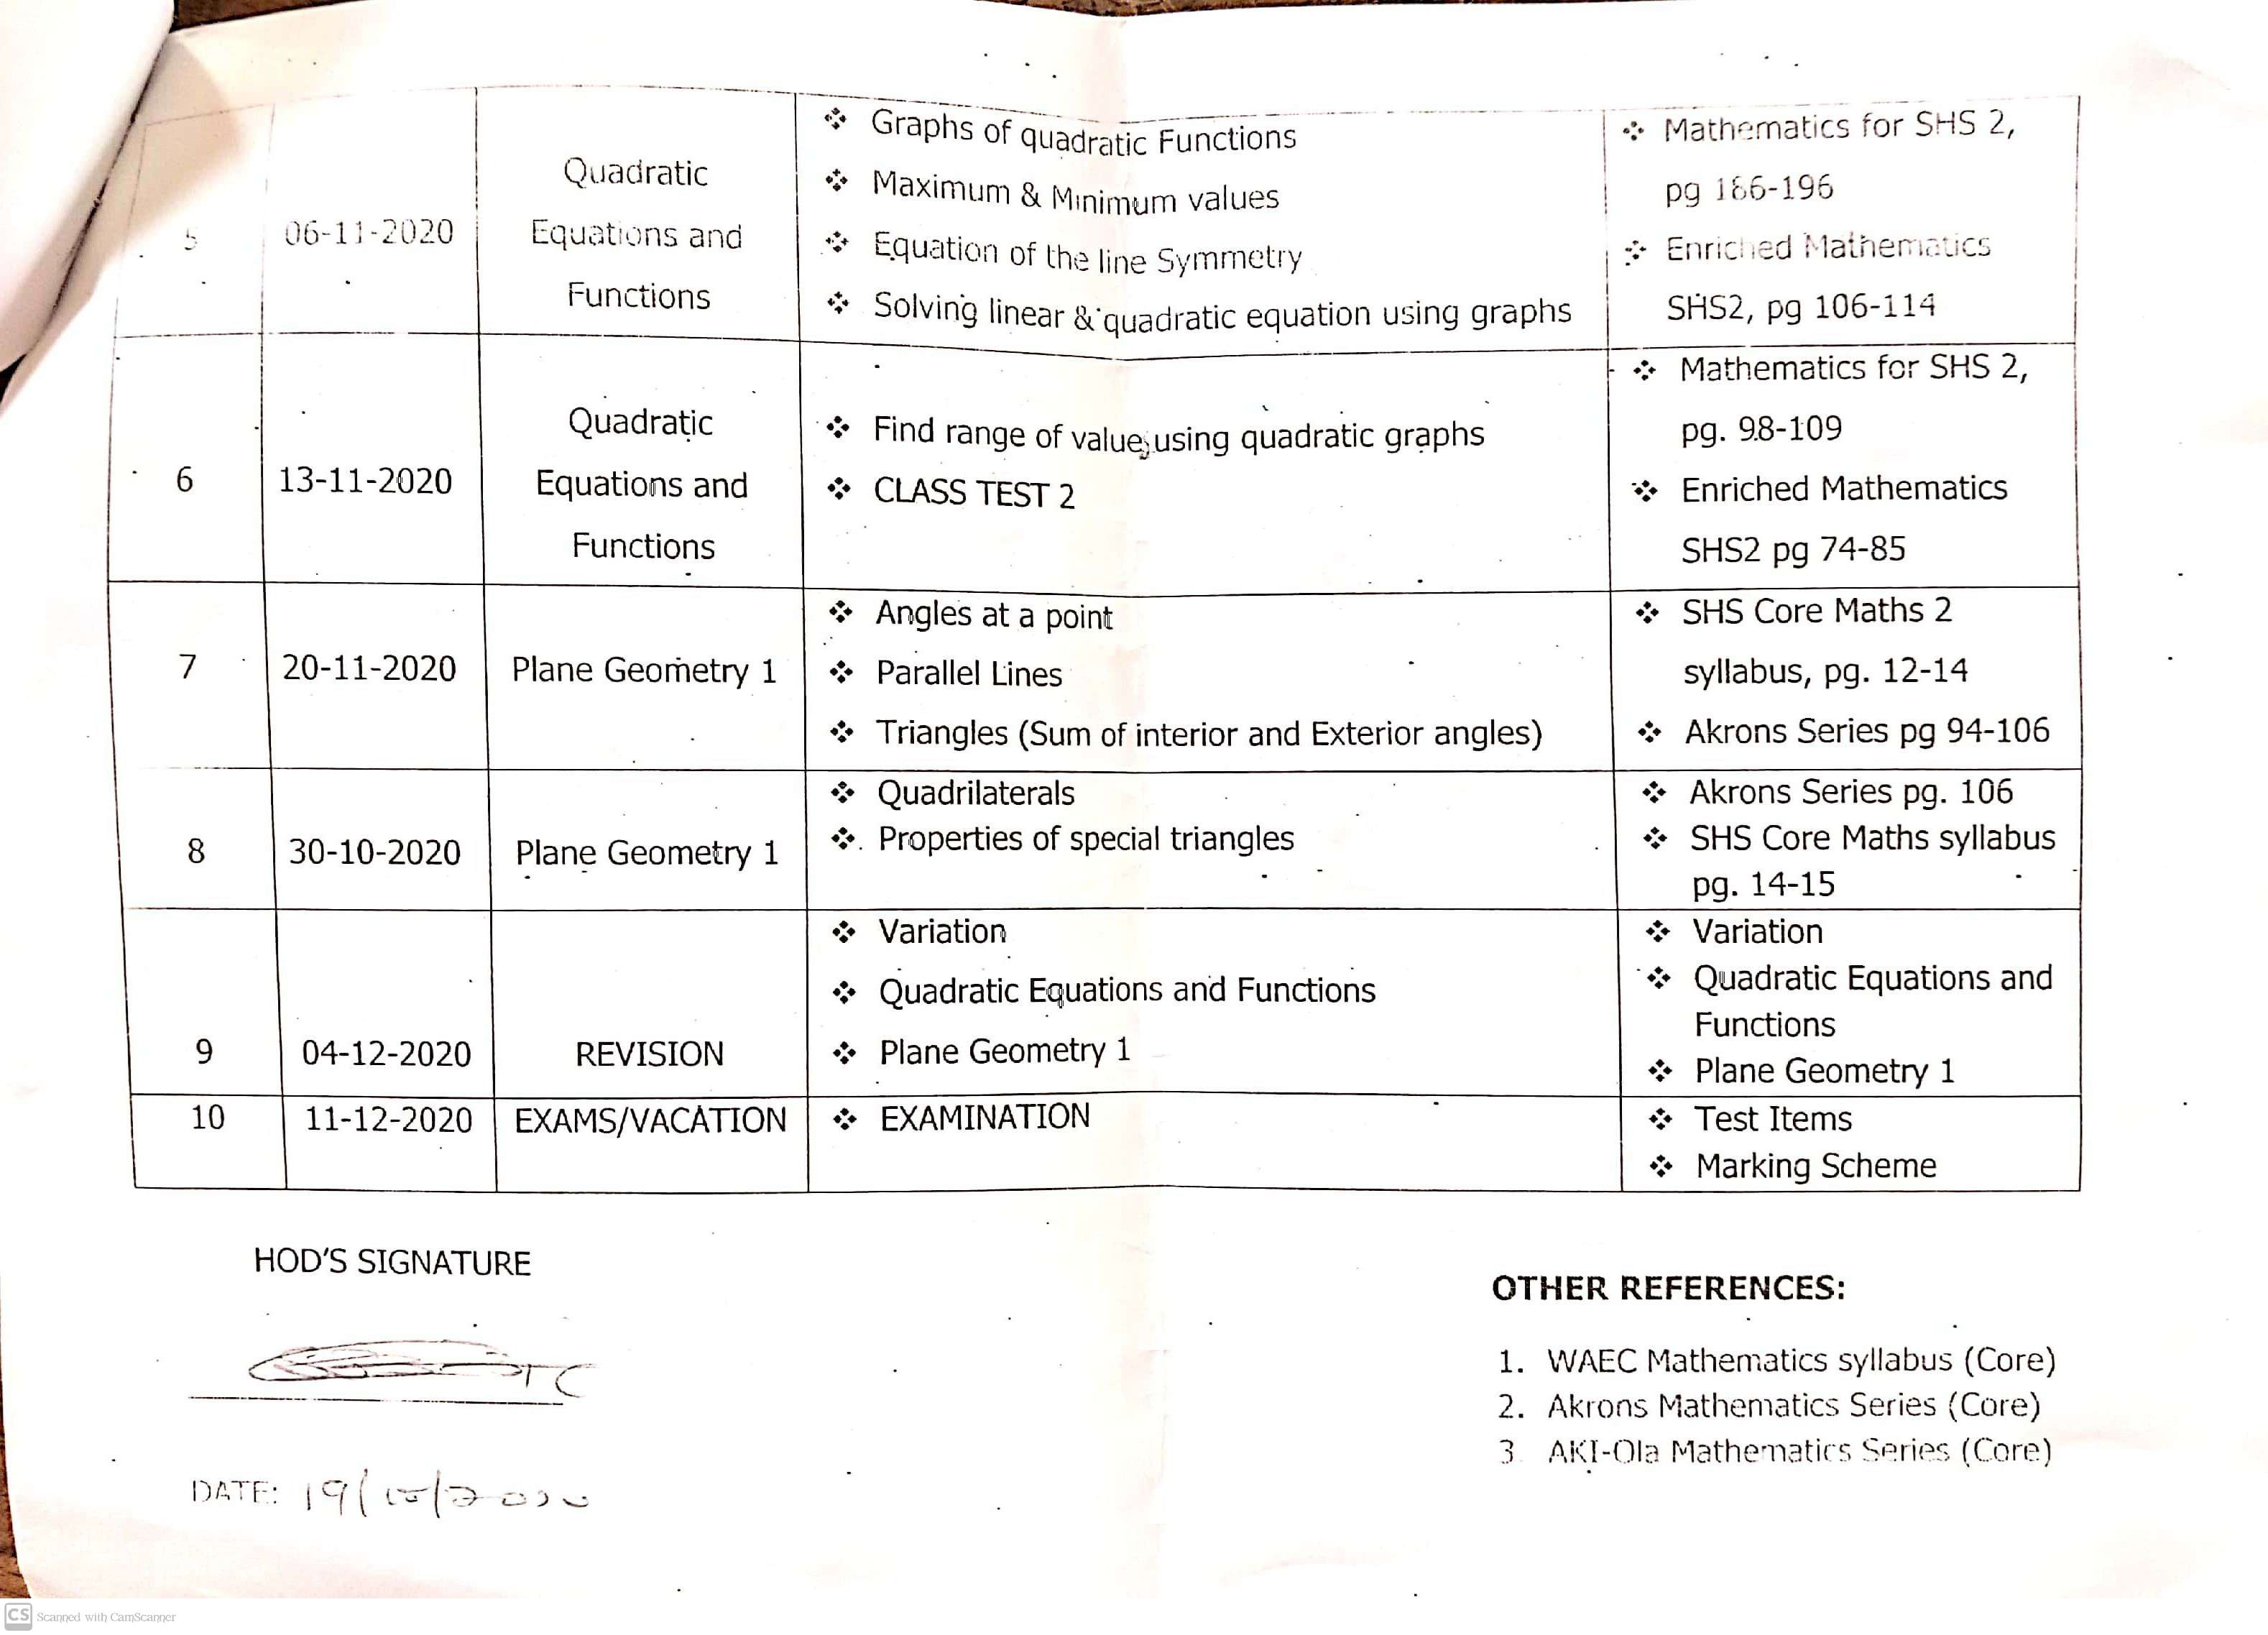 5
06-11-2020
Quadratic
Equations and
Functions
❖ Graphs of quadratic Functions
❖ Maximum & Minimum values
❖ Equation of the line Symmetry
❖ Solving linear & quadratic equation using graphs
❖ Mathematics for SHS 2,
pg 186-196
❖ Enriched Mathematics
SHS2, pg 106-114
6
13-11-2020
Quadratic
Equations and
Functions
❖ Find range of values using quadratic graphs
❖ CLASS TEST 2
❖ Mathematics for SHS 2,
pg. 98-109
❖ Enriched Mathematics
SHS2 pg 74-85
7
20-11-2020
Plane Geometry 1
❖ Angles at a point
❖ Parallel Lines
❖ Triangles (Sum of interior and Exterior angles)
❖ SHS Core Maths 2
syllabus, pg. 12-14
❖ Akrons Series pg 94-106
8
30-10-2020
Plane Geometry 1
❖ Quadrilaterals
❖ Properties of special triangles
❖ Akrons Series pg. 106
❖ SHS Core Maths syllabus
pg. 14-15
9
04-12-2020
REVISION
❖ Variation
❖ Quadratic Equations and Functions
❖ Plane Geometry 1
❖ Variation
❖ Quadratic Equations and
Functions
❖ Plane Geometry 1
10
11-12-2020
EXAMS/VACATION
❖ EXAMINATION
❖ Test Items
❖ Marking Scheme
HOD'S SIGNATURE
DATE: 19/10/2020
OTHER REFERENCES:
1. WAEC Mathematics syllabus (Core)
2. Akrons Mathematics Series (Core)
3 AKI-Ola Mathematics Series (Core)
CS Scanned with CamScanner